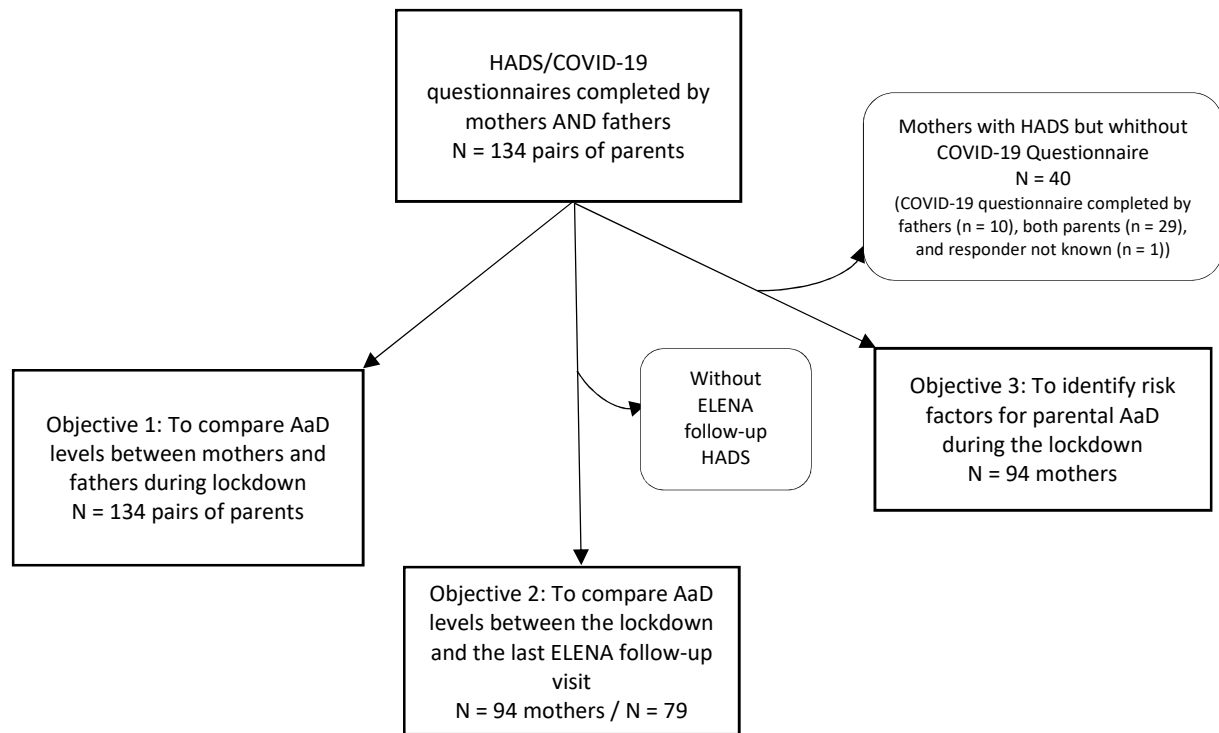 HADS/COVID-19
questionnaires completed by
mothers AND fathers
N = 134 pairs of parents
Mothers with HADS but whithout
COVID-19 Questionnaire
N = 40
(COVID-19 questionnaire completed by
fathers (n = 10), both parents (n = 29),
and responder not known (n = 1))
Objective 1: To compare AaD
levels between mothers and
fathers during lockdown
N = 134 pairs of parents
Without
ELENA
follow-up
HADS
Objective 3: To identify risk
factors for parental AaD
during the lockdown
N = 94 mothers
Objective 2: To compare AaD
levels between the lockdown
and the last ELENA follow-up
visit
N = 94 mothers / N = 79